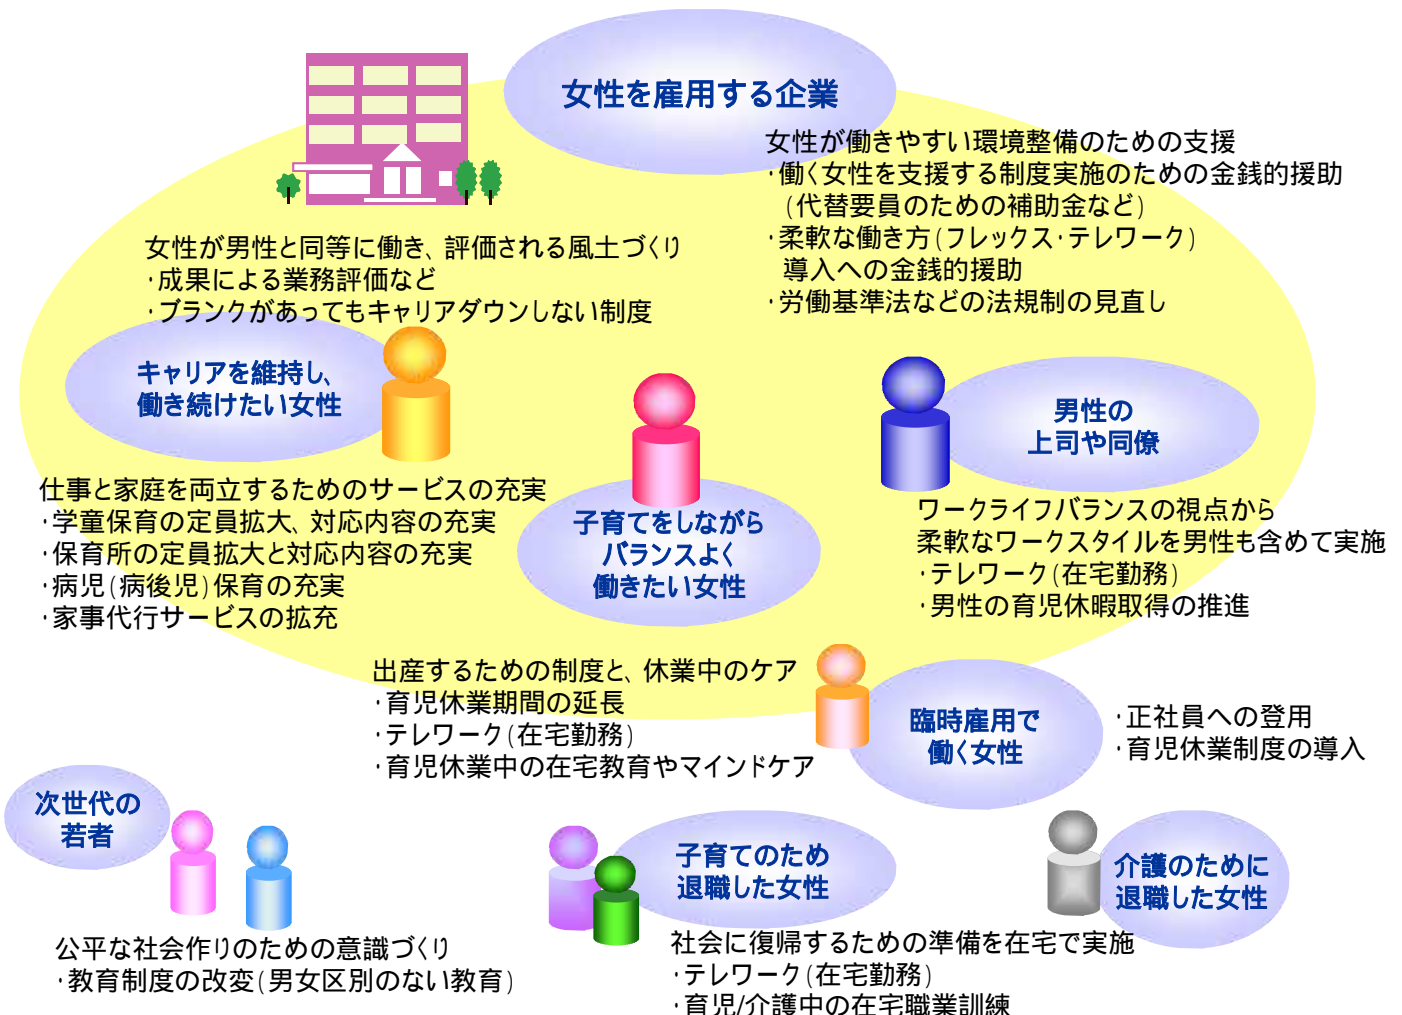 女性を雇用する企業
女性が働きやすい環境整備のための支援
・働く女性を支援する制度実施のための金銭的援助
(代替要員のための補助金など)
・柔軟な働き方(フレックス・テレワーク)
導入への金銭的援助
・労働基準法などの法規制の見直し
女性が男性と同等に働き、評価される風土づくり
・成果による業務評価など
・ブランクがあってもキャリアダウンしない制度
キャリアを維持し、
働き続けたい女性
仕事と家庭を両立するためのサービスの充実
・学童保育の定員拡大、対応内容の充実
・保育所の定員拡大と対応内容の充実
・病児(病後児)保育の充実
・家事代行サービスの拡充
子育てをしながら
バランスよく
働きたい女性
男性の
上司や同僚
ワークライフバランスの視点から
柔軟なワークスタイルを男性も含めて実施
・テレワーク(在宅勤務)
・男性の育児休暇取得の推進
出産するための制度と、休業中のケア
・育児休業期間の延長
・テレワーク(在宅勤務)
・育児休業中の在宅教育やマインドケア
臨時雇用で
働く女性
・正社員への登用
・育児休業制度の導入
次世代の
若者
公平な社会作りのための意識づくり
・教育制度の改変(男女区別のない教育)
子育てのため
退職した女性
介護のために
退職した女性
社会に復帰するための準備を在宅で実施
・テレワーク(在宅勤務)
・育児/介護中の在宅職業訓練